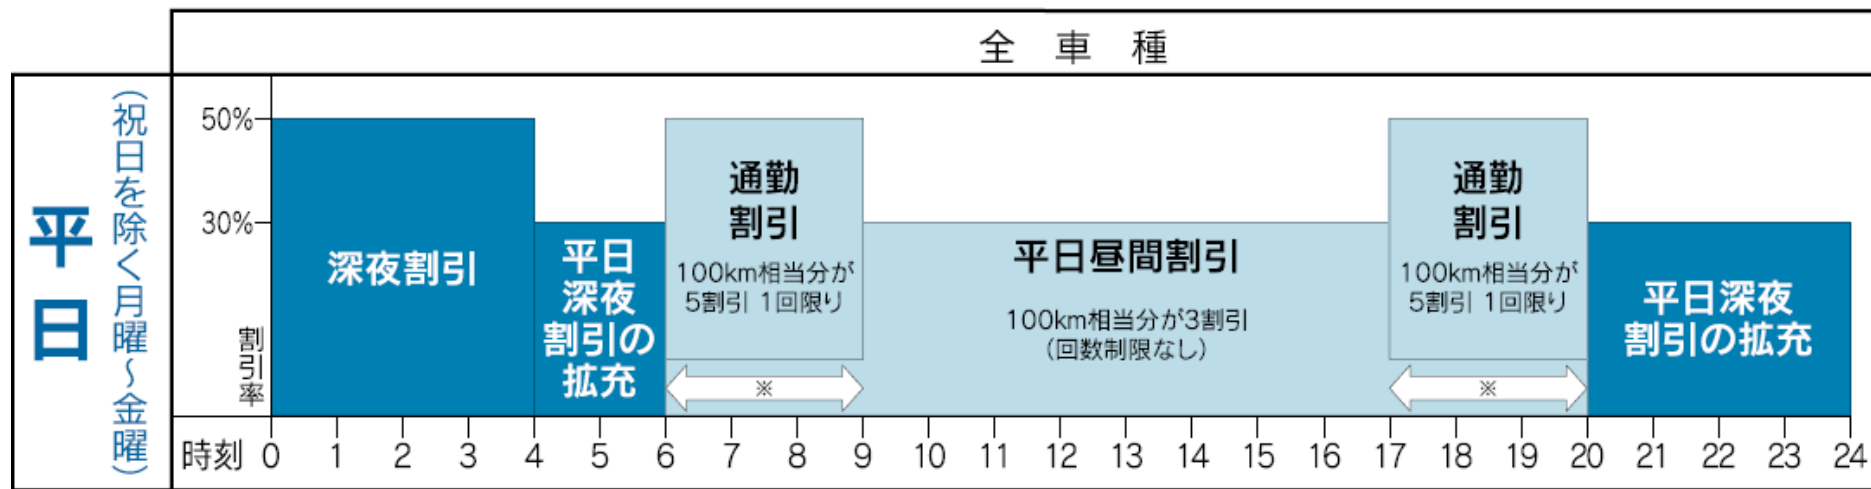 全車種
平日
(祝日を除く月曜~金曜)
50%
30%
割引率
深夜割引
平日
深夜
割引の
拡充
通勤
割引
100km相当分が
5割引 1回限り
※
平日昼間割引
100km相当分が3割引
(回数制限なし)
通勤
割引
100km相当分が
5割引 1回限り
※
平日深夜
割引の拡充
時刻 0 1 2 3 4 5 6 7 8 9 10 11 12 13 14 15 16 17 18 19 20 21 22 23 24